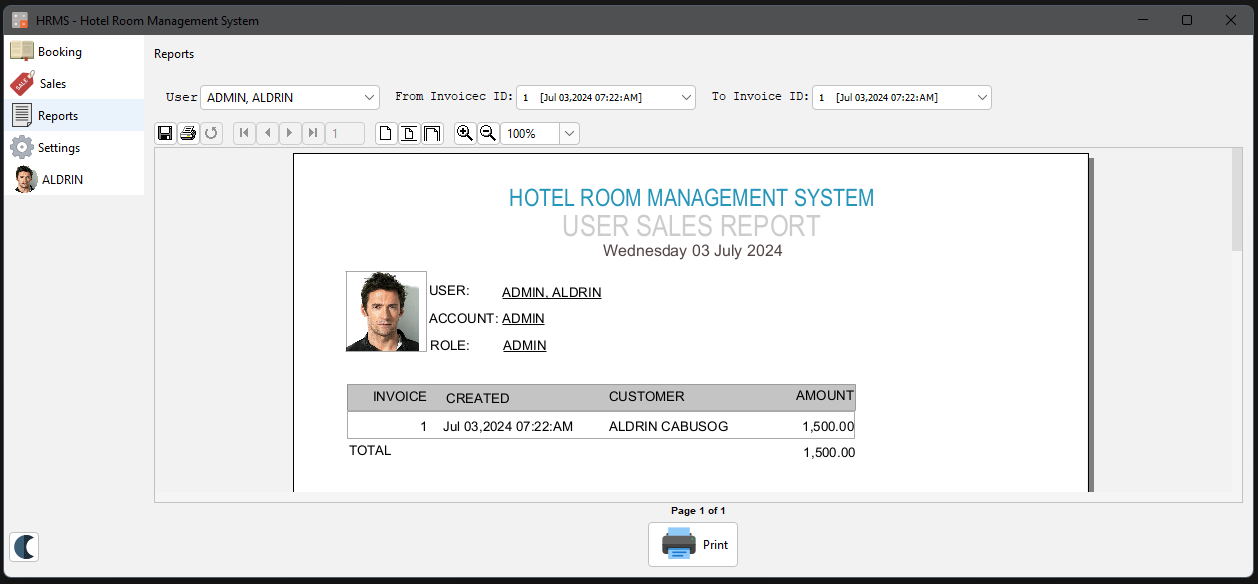 HRMS - Hotel Room Management System
Booking
Sales
Reports
Settings
ALDRIN
Reports
User ADMIN, ALDRIN From Invoicec ID: 1 [Jul 03,2024 07:22:AM] To Invoice ID: 1 [Jul 03,2024 07:22:AM]
1 100%
HOTEL ROOM MANAGEMENT SYSTEM
USER SALES REPORT
Wednesday 03 July 2024
USER: ADMIN, ALDRIN
ACCOUNT: ADMIN
ROLE: ADMIN
INVOICE CREATED CUSTOMER AMOUNT
1 Jul 03,2024 07:22:AM ALDRIN CABUSOG 1,500.00
TOTAL 1,500.00
Page 1 of 1
Print